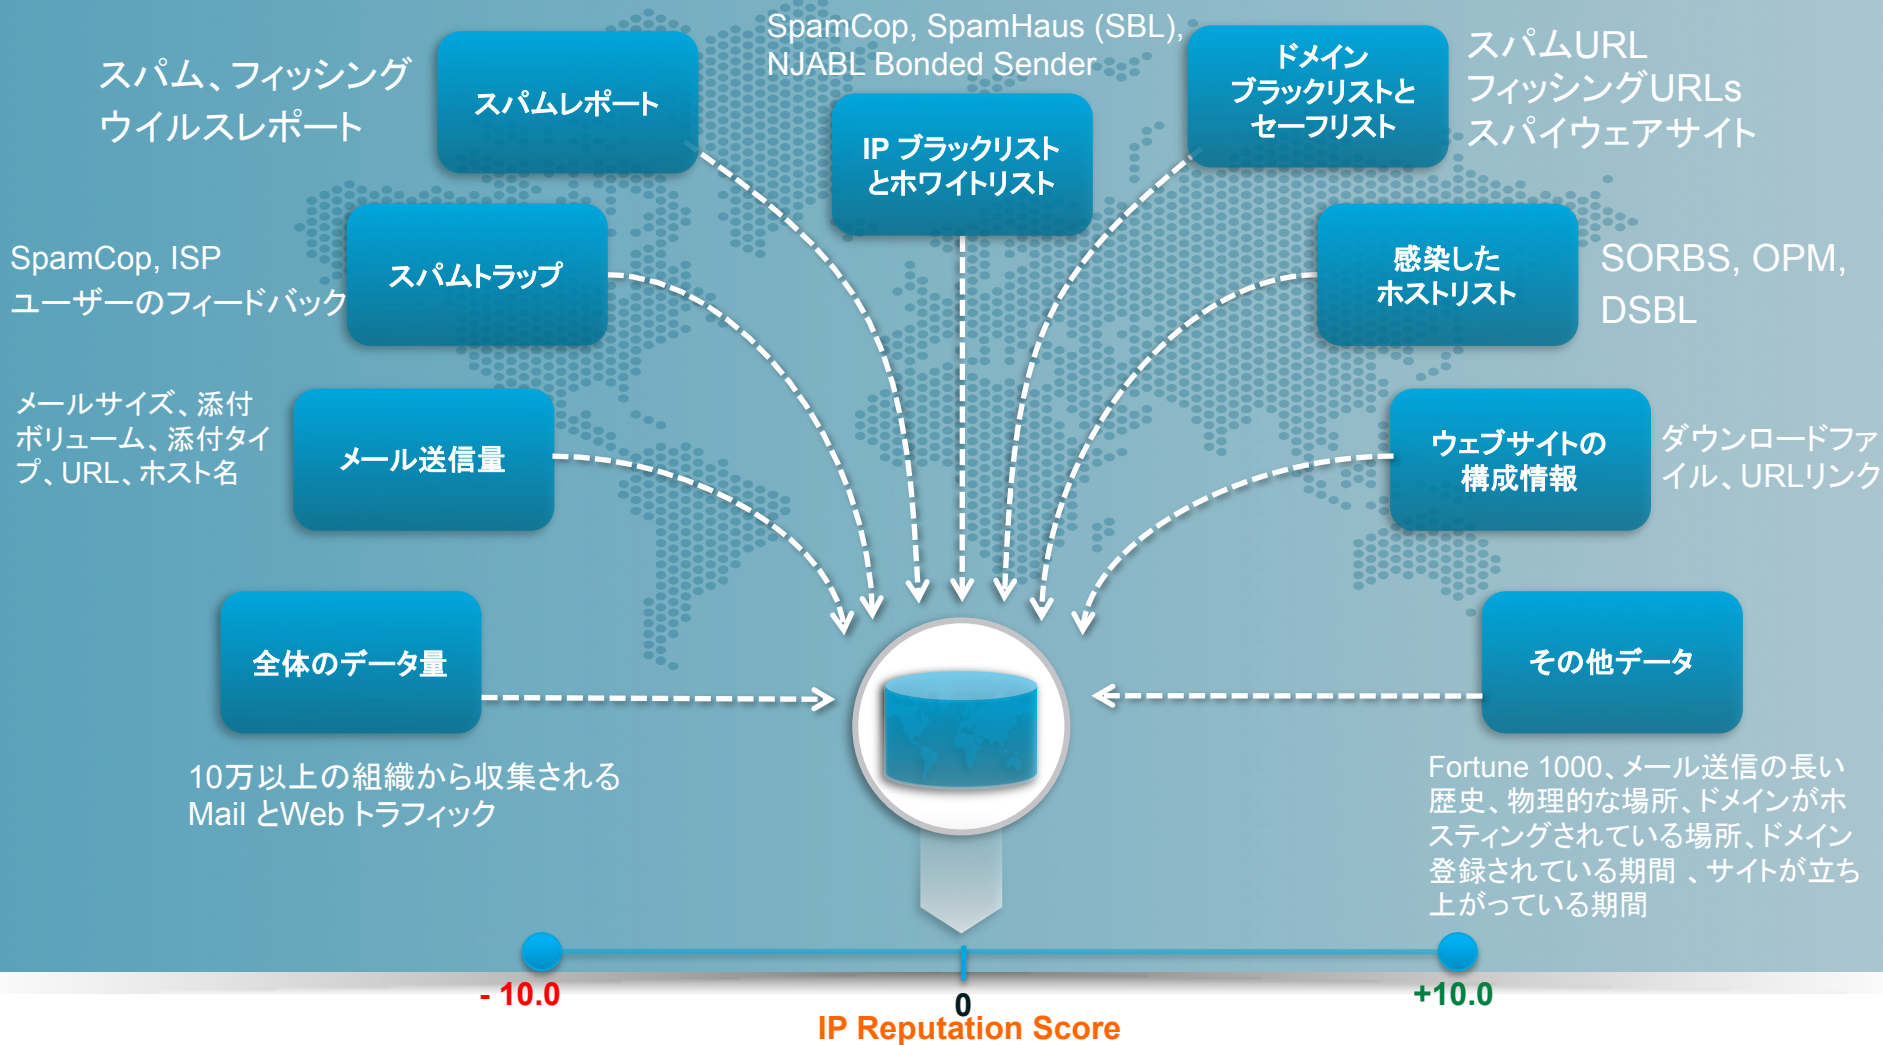 SpamCop, SpamHaus (SBL),
NJABL Bonded Sender
スパム、フィッシング
ウイルスレポート
スパムレポート
IP ブラックリスト
とホワイトリスト
ドメイン
ブラックリストと
セーフリスト
スパムURL
フィッシングURLs
スパイウェアサイト
SpamCop, ISP
ユーザーのフィードバック
スパムトラップ
感染した
ホストリスト
SORBS, OPM,
DSBL
メールサイズ、添付
ボリューム、添付タイ
プ、URL、ホスト名
メール送信量
ウェブサイトの
構成情報
ダウンロードファ
イル、URLリンク
全体のデータ量
10万以上の組織から収集される
Mail とWeb トラフィック
その他データ
Fortune 1000、メール送信の長い
歴史、物理的な場所、ドメインがホ
スティングされている場所、ドメイン
登録されている期間 、サイトが立ち
上がっている期間
- 10.0
0
+10.0
IP Reputation Score